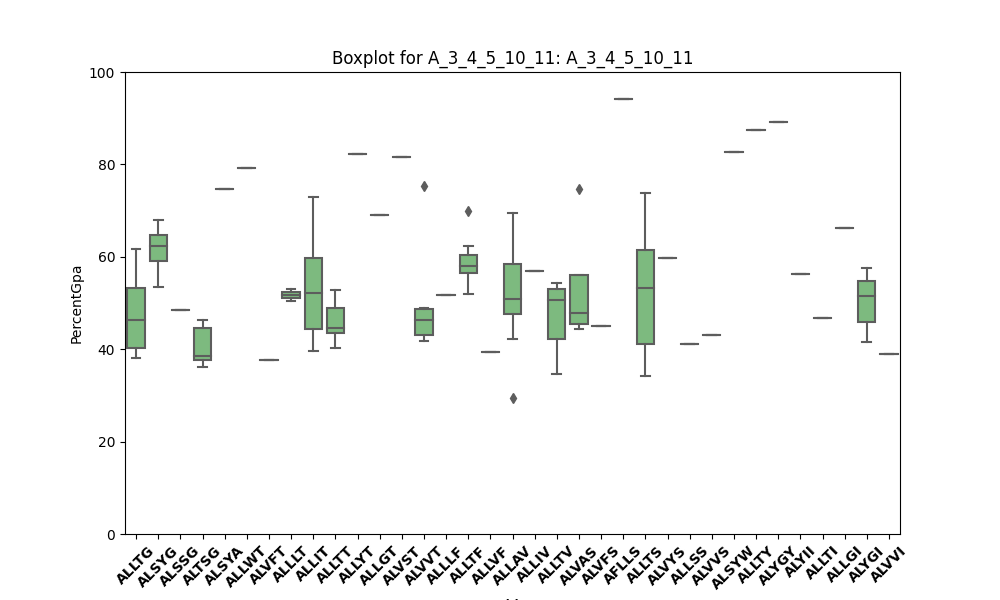 Boxplot for A_3_4_5_10_11: A_3_4_5_10_11
PercentGpa
100
80
60
40
20
0
ALLTG
ALSYG
ALSSG
ALTSG
ALSYA
ALLWT
ALVFT
ALLLT
ALLIT
ALLTT
ALLYT
ALLGT
ALVST
ALVVT
ALLLF
ALLTF
ALLVF
ALLAV
ALLIV
ALLTV
ALVAS
ALVFS
AFLLS
ALLTS
ALVYS
ALLSS
ALVVS
ALSYW
ALLTY
ALYGY
ALYII
ALLTI
ALLGI
ALYGI
ALVVI